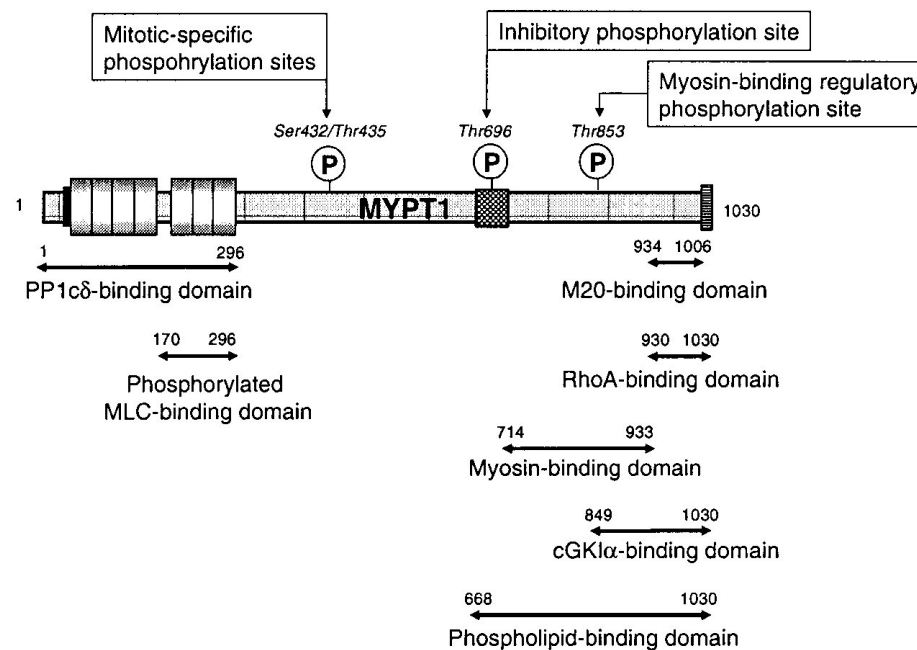 Mitotic-specific
phospohrylation sites
Inhibitory phosphorylation site
Myosin-binding regulatory
phosphorylation site
Ser432/Thr435
Thr696
Thr853
P
P
P
1
MYPT1
1030
1
296
PP1cδ-binding domain
934 1006
M20-binding domain
170 296
Phosphorylated
MLC-binding domain
930 1030
RhoA-binding domain
714 933
Myosin-binding domain
849 1030
cGKIα-binding domain
668 1030
Phospholipid-binding domain